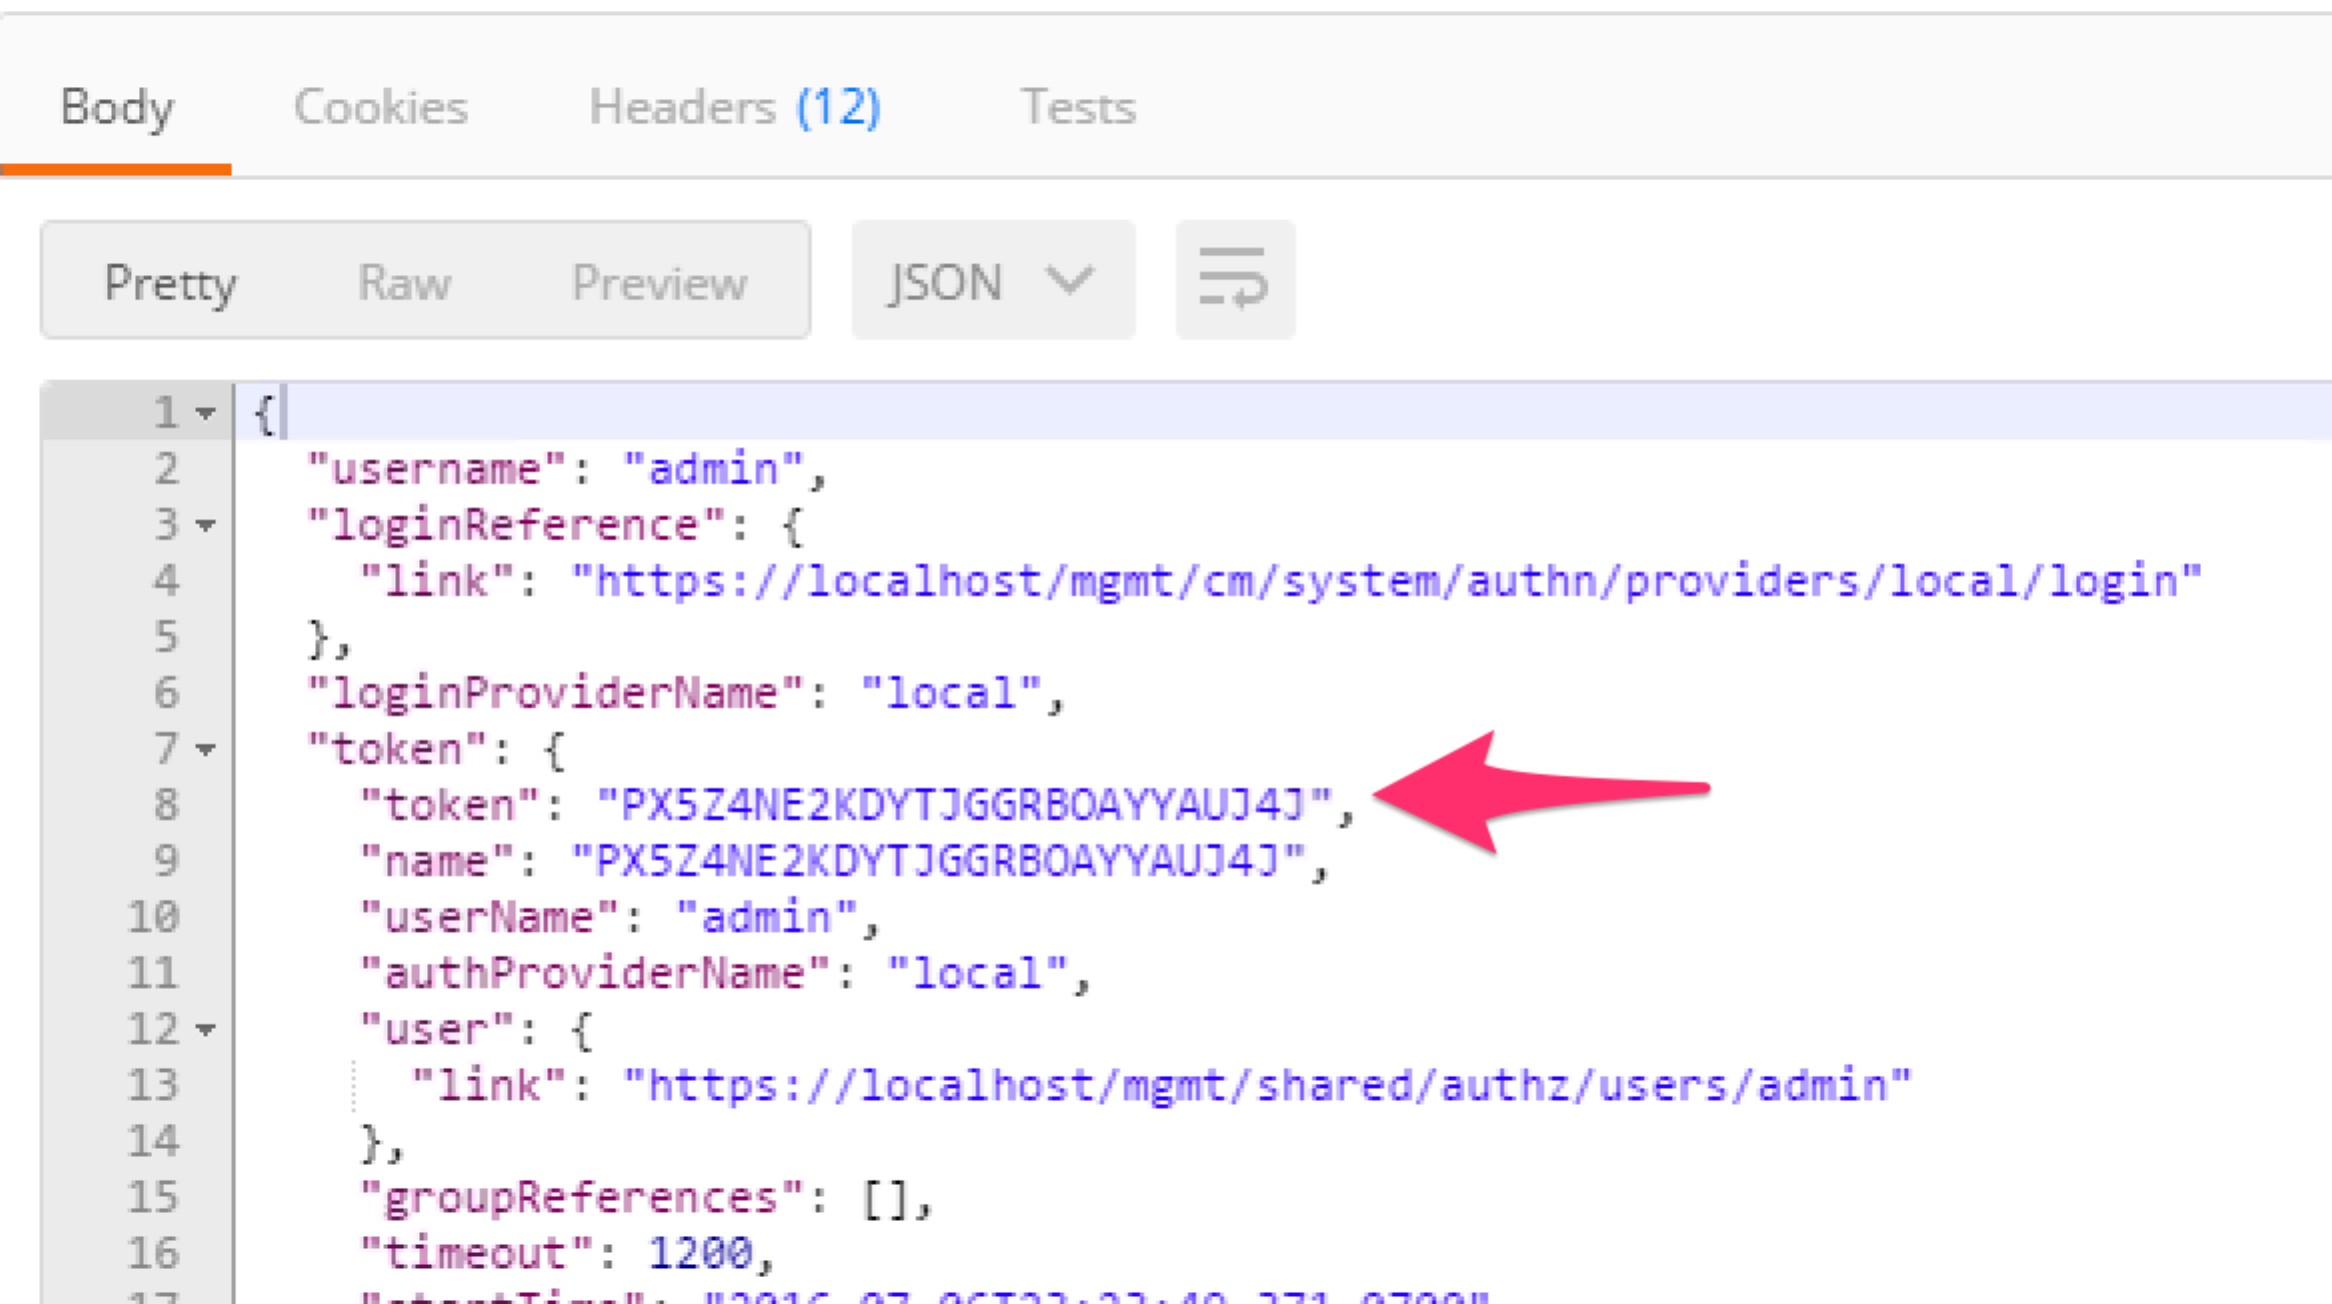 Body Cookies Headers (12) Tests
Pretty Raw Preview JSON
1 {
2 "username": "admin",
3 "loginReference": {
4 "link": "https://localhost/mgmt/cm/system/authn/providers/local/login"
5 },
6 "loginProviderName": "local",
7 "token": {
8 "token": "PX5Z4NE2KDYTJGGRBOAYYAUJ4J",
9 "name": "PX5Z4NE2KDYTJGGRBOAYYAUJ4J",
10 "userName": "admin",
11 "authProviderName": "local",
12 "user": {
13 "link": "https://localhost/mgmt/shared/authz/users/admin"
14 },
15 "groupReferences": [],
16 "timeout": 1200,
17 "startTime":